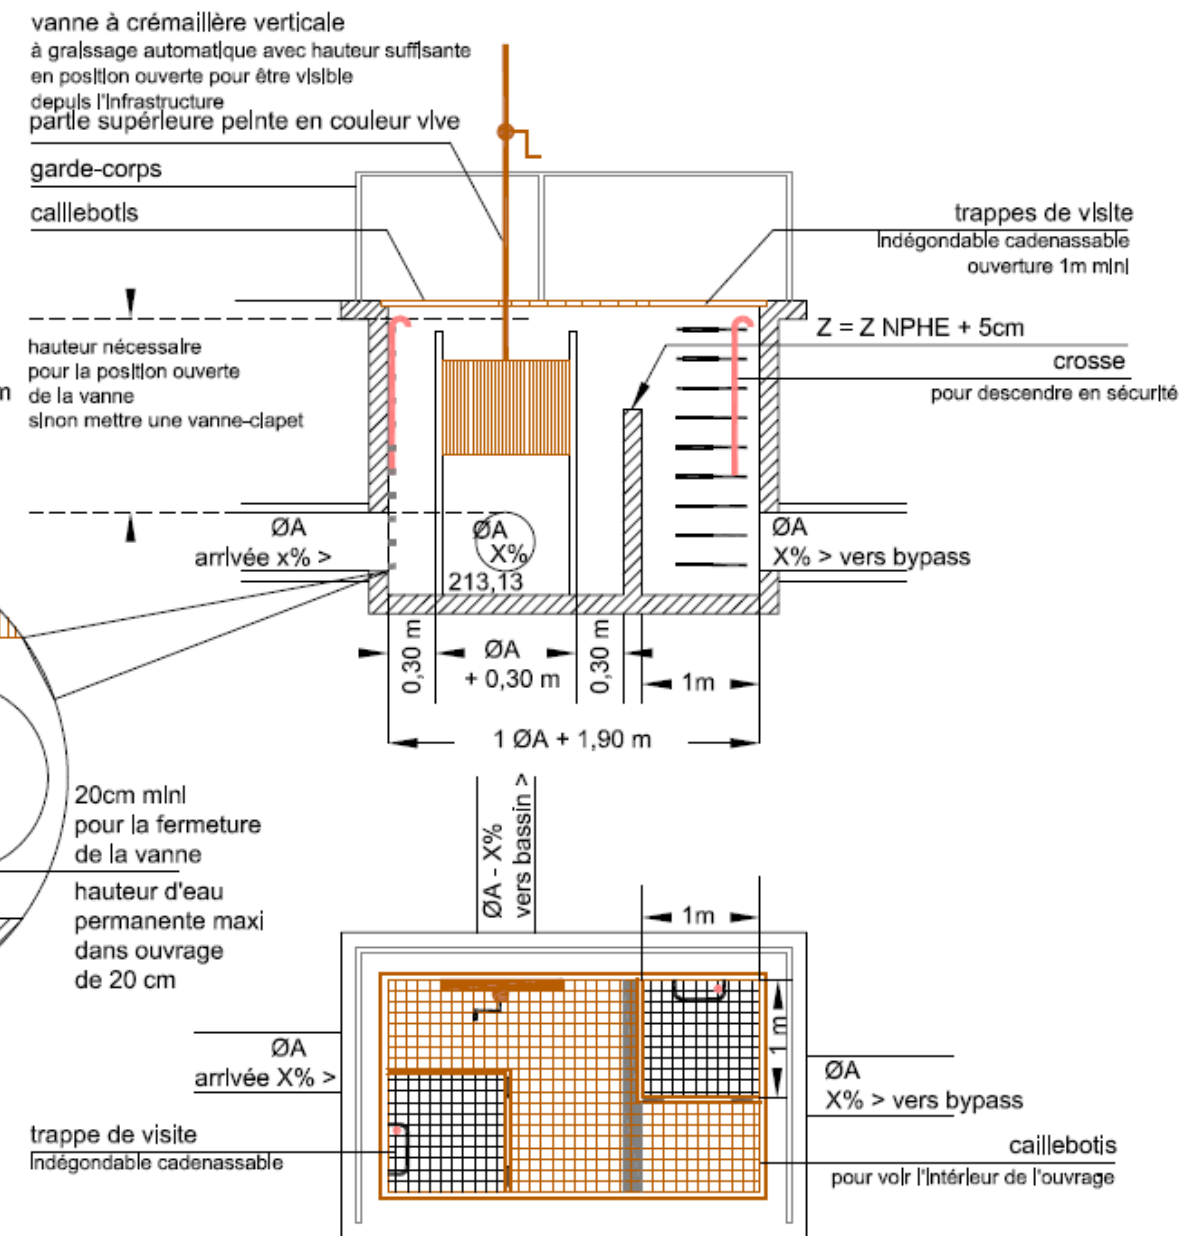 vanne à crémaillère verticale
à graissage automatique avec hauteur suffisante
en position ouverte pour être visible
depuis l'infrastructure
partie supérieure peinte en couleur vive
garde-corps
caillebotis
trappes de visite
indégondable cadenassable
ouverture 1m mini
hauteur nécessaire
pour la position ouverte
de la vanne
sinon mettre une vanne-clapet
m
Z = Z NPHE + 5cm
crosse
pour descendre en sécurité
ØA
arrivée x% >
ØA
X%
213,13
ØA
X% > vers bypass
0,30 m
ØA
+ 0,30 m
0,30 m
1m
1 ØA + 1,90 m
20cm mini
pour la fermeture
de la vanne
hauteur d'eau
permanente maxi
dans ouvrage
de 20 cm
ØA - X%
vers bassin >
1m
1 m
ØA
arrivée X% >
ØA
X% > vers bypass
trappe de visite
indégondable cadenassable
caillebotis
pour voir l'intérieur de l'ouvrage